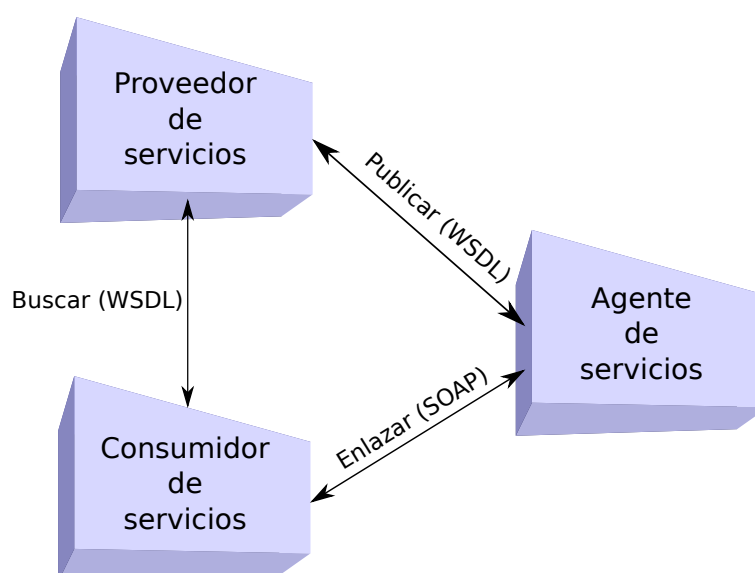 Proveedor
de
servicios
Publicar (WSDL)
Buscar (WSDL)
Agente
de
servicios
Enlazar (SOAP)
Consumidor
de
servicios